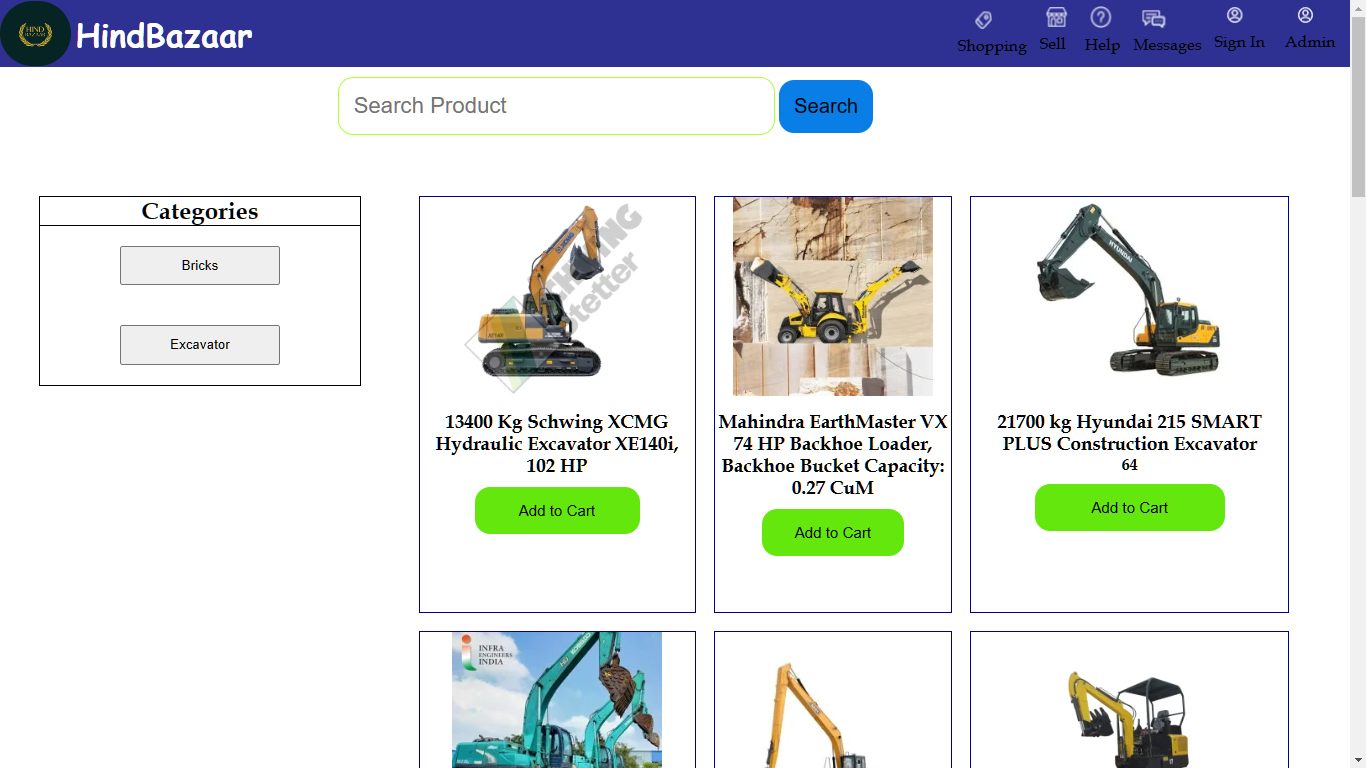 HIND
BAZAAR
HindBazaar
Shopping
Sell
Help
Messages
Sign In
Admin
Search Product
Search
Categories
Bricks
Excavator
SCHWING
Stetter
XCMG
13400 Kg Schwing XCMG
Hydraulic Excavator XE140i,
102 HP
Add to Cart
Mahindra EarthMaster VX
74 HP Backhoe Loader,
Backhoe Bucket Capacity:
0.27 CuM
Add to Cart
HYUNDAI
21700 kg Hyundai 215 SMART
PLUS Construction Excavator
64
Add to Cart
INFRA
ENGINEERS
INDIA